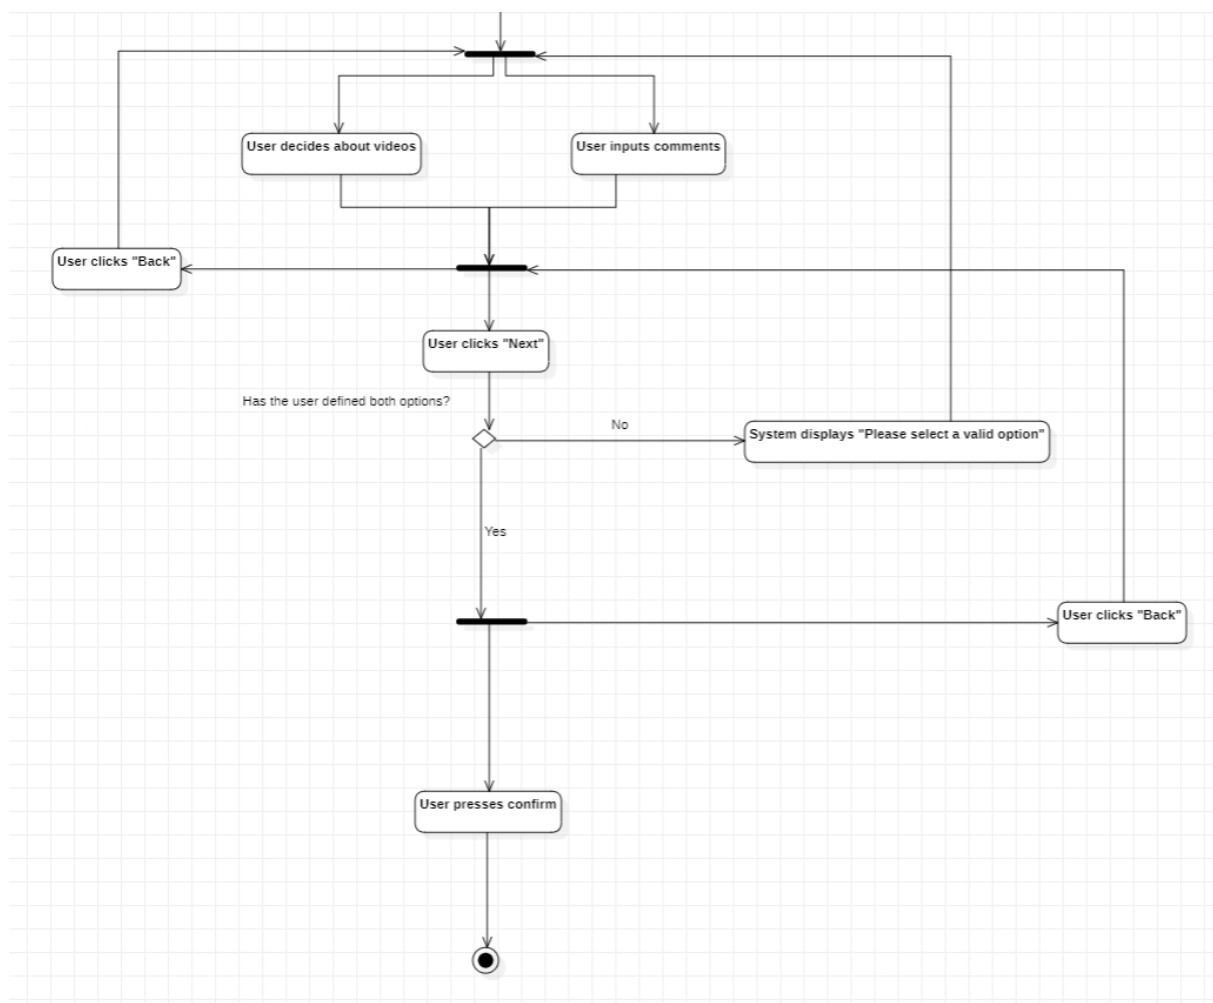 User decides about videos
User inputs comments
User clicks "Back"
User clicks "Next"
Has the user defined both options?
No
System displays "Please select a valid option"
Yes
User clicks "Back"
User presses confirm